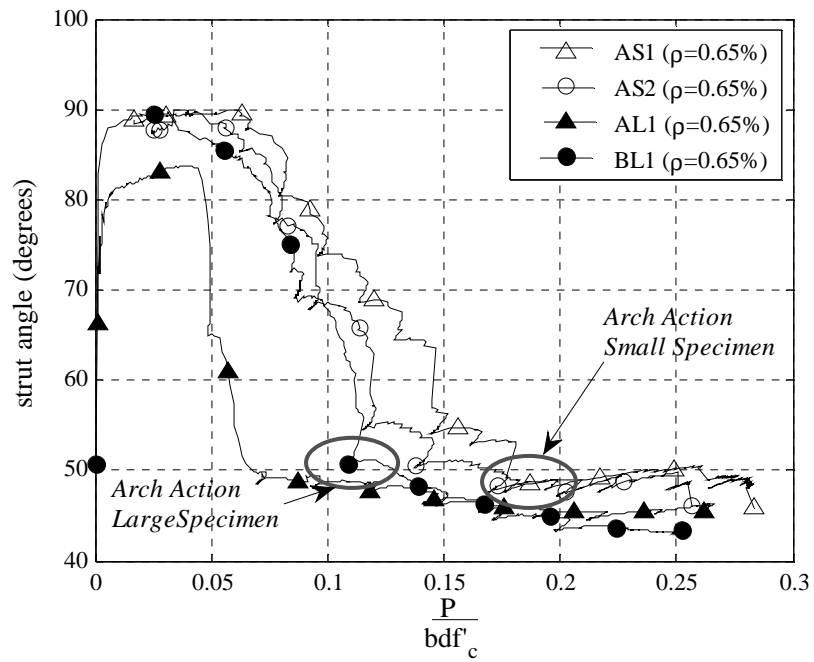 100
90
80
70
60
50
40
strut angle (degrees)
AS1 (ρ=0.65%)
AS2 (ρ=0.65%)
AL1 (ρ=0.65%)
BL1 (ρ=0.65%)
Arch Action
Small Specimen
Arch Action
LargeSpecimen
0
0.05
0.1
0.15
0.2
0.25
0.3
P
bdf'c